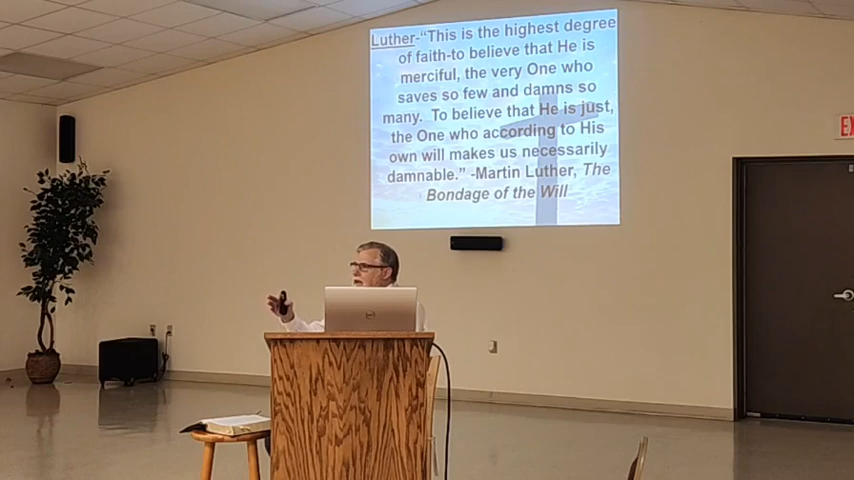 Luther-“This is the highest degree
of faith-to believe that He is
merciful, the very One who
saves so few and damns so
many.  To believe that He is just,
the One who according to His
own will makes us necessarily
damnable.” -Martin Luther, The
Bondage of the Will
EX
DELL